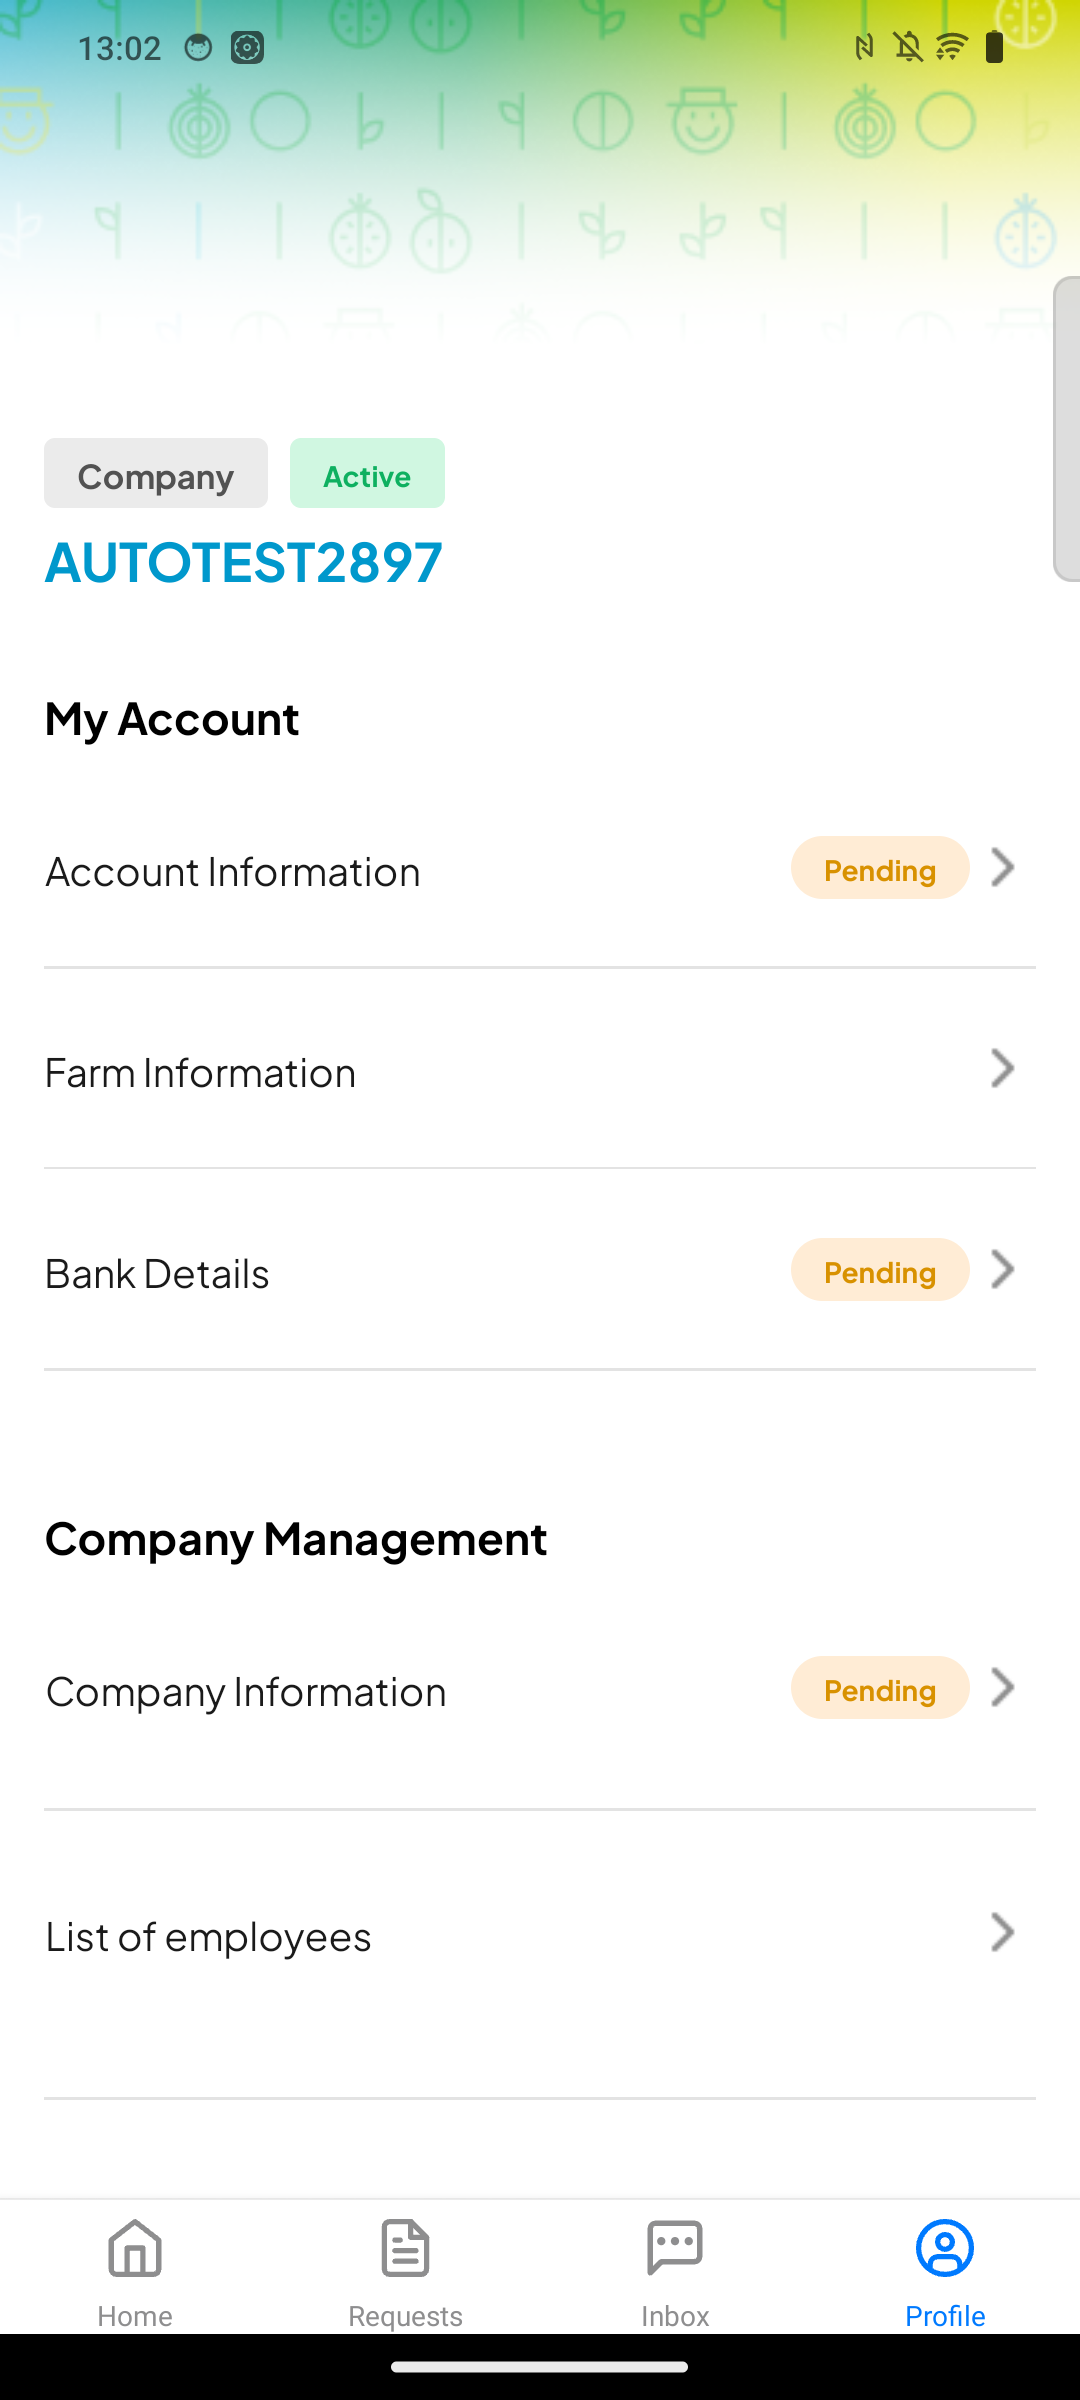 13:02
Company Active
AUTOTEST2897
My Account
Account Information Pending
Farm Information
Bank Details Pending
Company Management
Company Information Pending
List of employees
Home Requests Inbox Profile